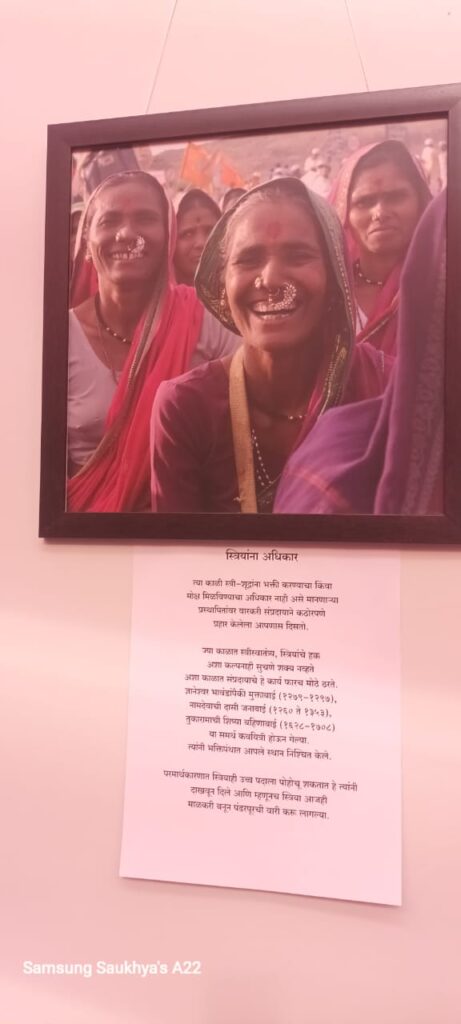 स्त्रियांना अधिकार
त्या काळी स्त्री-शूद्रांना भक्ती करण्याचा किंवा
मोक्ष मिळविण्याचा अधिकार नाही असे मानणाऱ्या
प्रस्थापितांवर वारकरी संप्रदायाने कठोरपणे
प्रहार केलेला आपणास दिसतो.
ज्या काळात स्त्रीस्वातंत्र्य, स्त्रियांचे हक्क
अशा कल्पनाही सुचणे शक्य नव्हते
अशा काळात संप्रदायाचे हे कार्य फारच मोठे ठरते.
ज्ञानेश्वर भावंडांपैकी मुक्ताबाई (१२७९-१२९७),
नामदेवाची दासी जनाबाई (१२६० ते १३५३),
तुकारामाची शिष्या बहिणाबाई (१६२८-१७०८)
या समर्थ कवयित्री होऊन गेल्या.
त्यांनी भक्तिपंथात आपले स्थान निश्चित केले.
परमार्थकारणात स्त्रियाही उच्च पदाला पोहोचू शकतात हे त्यांनी
दाखवून दिले आणि म्हणूनच स्त्रिया आजही
माळकरी बनून पंढरपूरची वारी करू लागल्या.
Samsung Saukhya's A22